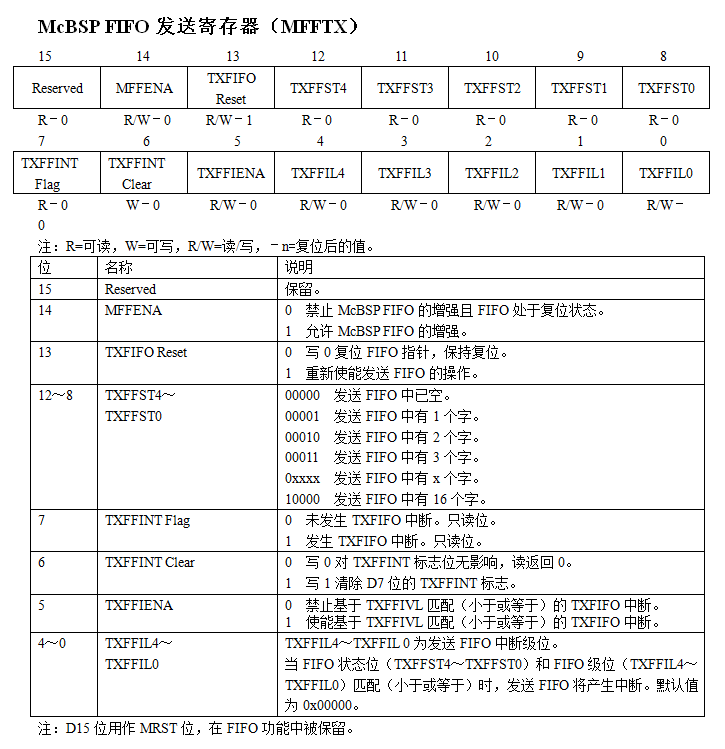 McBSP FIFO 发送寄存器（MFFTX）
15 14 13 12 11 10 9 8
Reserved MFFENA TXFIFO Reset TXFFST4 TXFFST3 TXFFST2 TXFFST1 TXFFST0
R－0 R/W－0 R/W－1 R－0 R－0 R－0 R－0 R－0
7 6 5 4 3 2 1 0
TXFFINT Flag TXFFINT Clear TXFFIENA TXFFIL4 TXFFIL3 TXFFIL2 TXFFIL1 TXFFIL0
R－0 W－0 R/W－0 R/W－0 R/W－0 R/W－0 R/W－0 R/W－
0
注：R=可读，W=可写，R/W=读/写，－n=复位后的值。
位 名称 说明
15 Reserved 保留。
14 MFFENA 0 禁止 McBSP FIFO 的增强且 FIFO 处于复位状态。
1 允许 McBSP FIFO 的增强。
13 TXFIFO Reset 0 写 0 复位 FIFO 指针，保持复位。
1 重新使能发送 FIFO 的操作。
12～8 TXFFST4～ 00000 发送 FIFO 中已空。
TXFFST0 00001 发送 FIFO 中有 1 个字。
00010 发送 FIFO 中有 2 个字。
00011 发送 FIFO 中有 3 个字。
0xxxx 发送 FIFO 中有 x 个字。
10000 发送 FIFO 中有 16 个字。
7 TXFFINT Flag 0 未发生 TXFIFO 中断。只读位。
1 发生 TXFIFO 中断。只读位。
6 TXFFINT Clear 0 写 0 对 TXFFINT 标志位无影响，读返回 0。
1 写 1 清除 D7 位的 TXFFINT 标志。
5 TXFFIENA 0 禁止基于 TXFFIVL 匹配（小于或等于）的 TXFIFO 中断。
1 使能基于 TXFFIVL 匹配（小于或等于）的 TXFIFO 中断。
4～0 TXFFIL4～ TXFFIL4～TXFFIL 0 为发送 FIFO 中断级位。
TXFFIL0 当 FIFO 状态位（TXFFST4～TXFFST0）和 FIFO 级位（TXFFIL4～
TXFFIL0）匹配（小于或等于）时，发送 FIFO 将产生中断。默认值
为 0x00000。
注：D15 位用作 MRST 位，在 FIFO 功能中被保留。